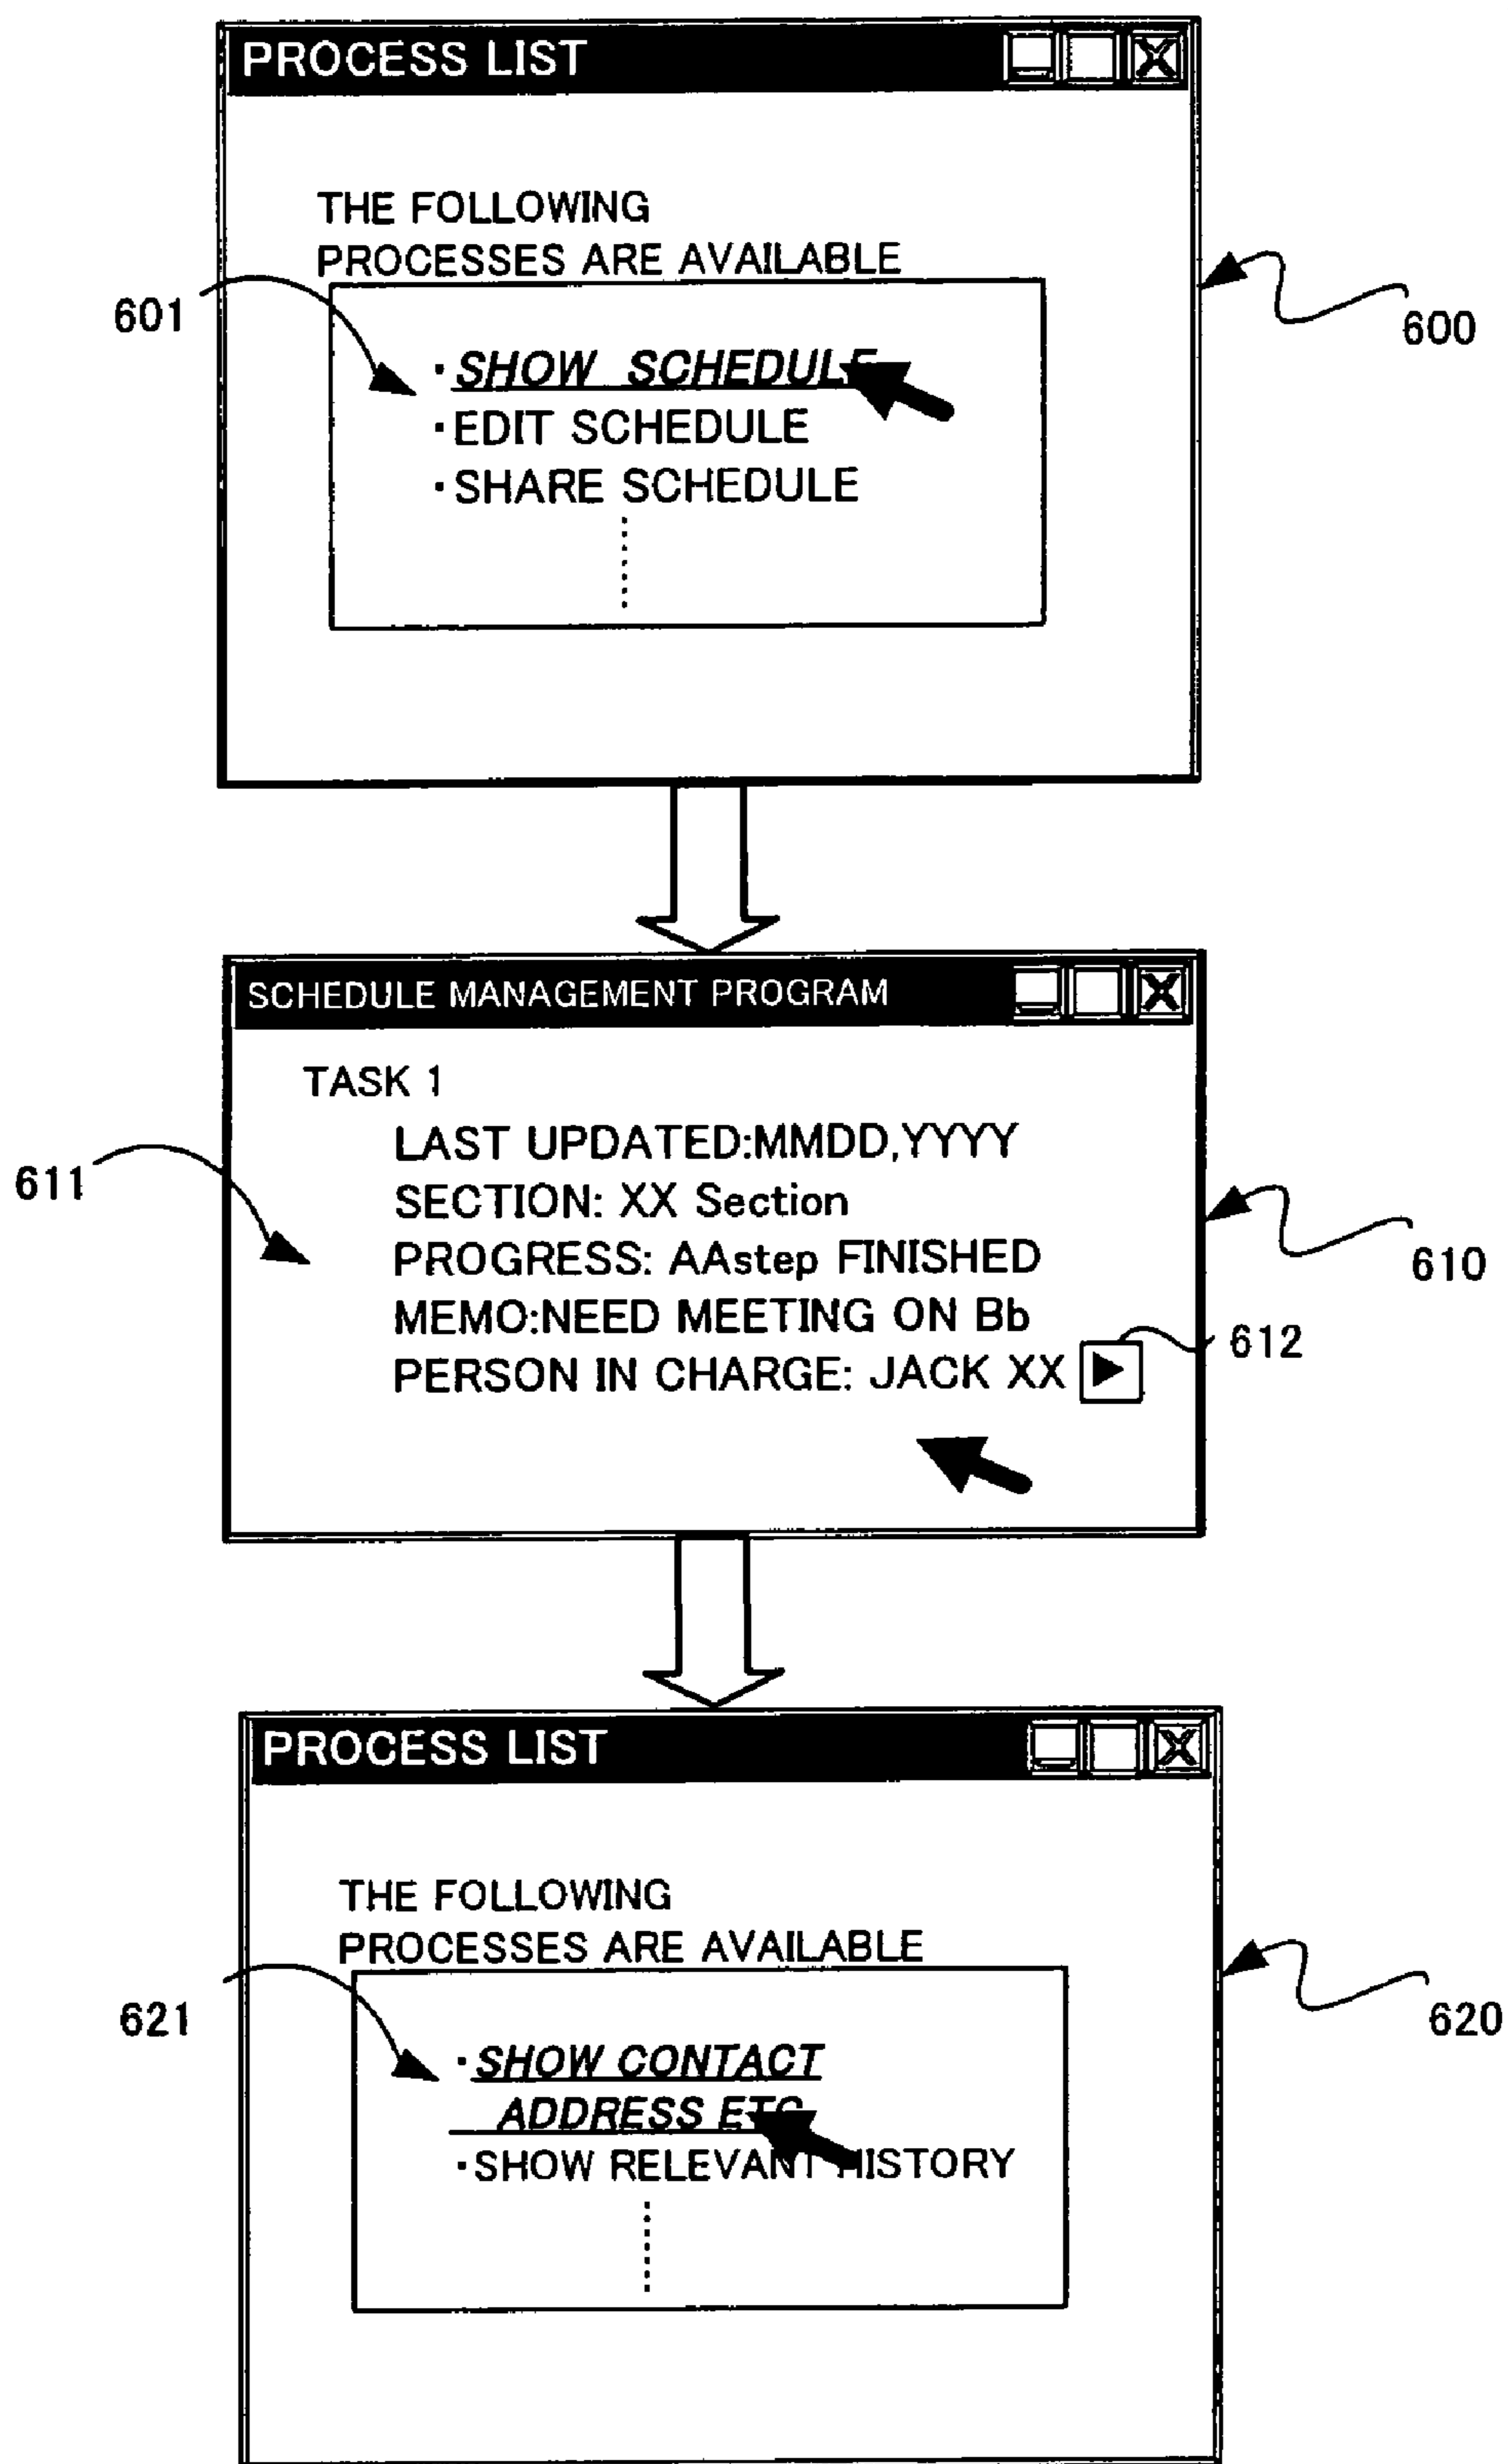 PROCESS LIST
THE FOLLOWING
PROCESSES ARE AVAILABLE
601
600
・SHOW SCHEDULE
・EDIT SCHEDULE
・SHARE SCHEDULE
SCHEDULE MANAGEMENT PROGRAM
TASK 1
LAST UPDATED:MMDD,YYYY
611
SECTION: XX Section
610
PROGRESS: AAstep FINISHED
MEMO:NEED MEETING ON Bb
612
PERSON IN CHARGE: JACK XX
PROCESS LIST
THE FOLLOWING
PROCESSES ARE AVAILABLE
621
620
・SHOW CONTACT
ADDRESS ETC
・SHOW RELEVANT HISTORY